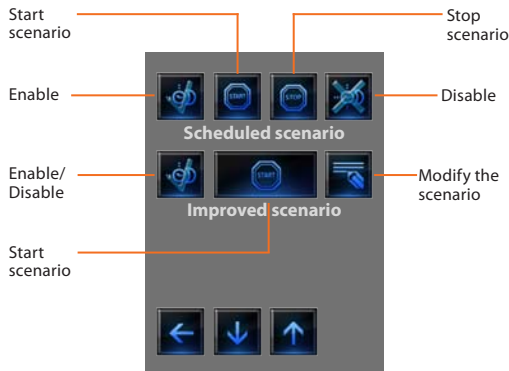 Start
scenario
Stop
scenario
Enable
START
STOP
Disable
Scheduled scenario
Enable/
Disable
START
Modify the
scenario
Improved scenario
Start
scenario